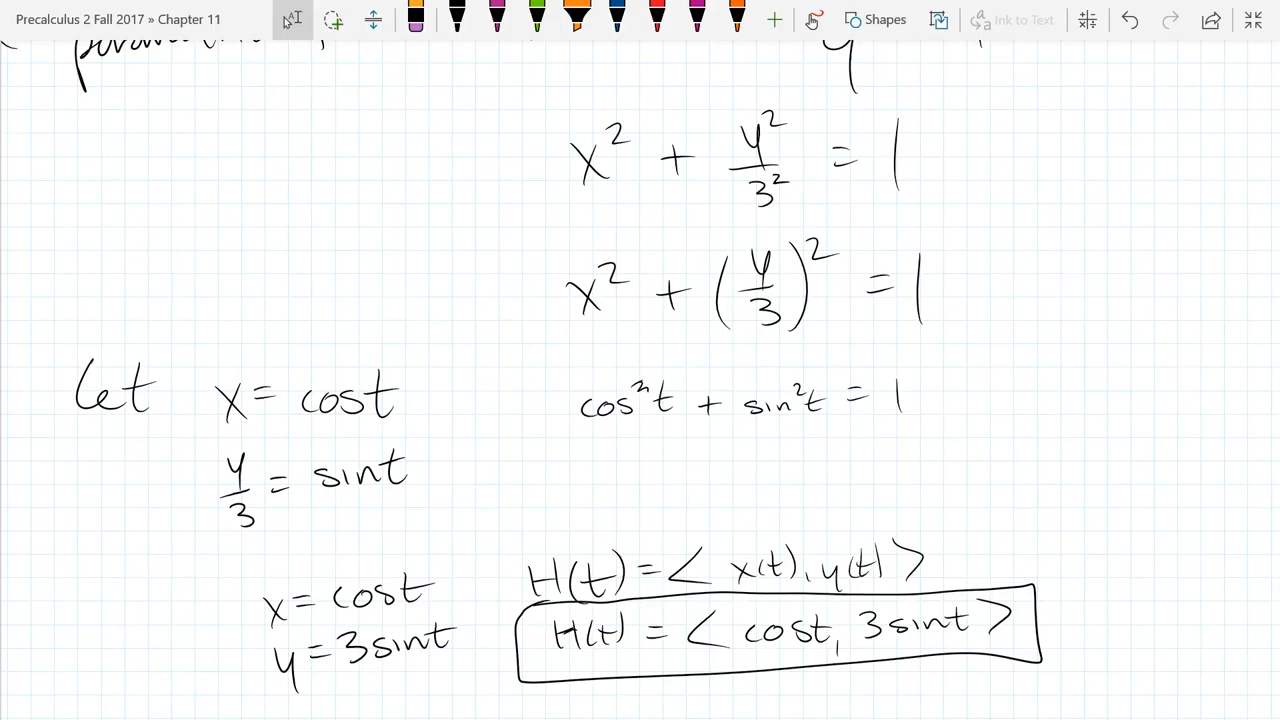 Precalculus 2 Fall 2017 » Chapter 11
Shapes
Ink to Text
x² + y²/3² = 1
x² + (y/3)² = 1
Let x = cost
cos²t + sin²t = 1
y/3 = sint
H(t) = < x(t), y(t) >
x = cost
y = 3sint
H(t) = < cost, 3sint >